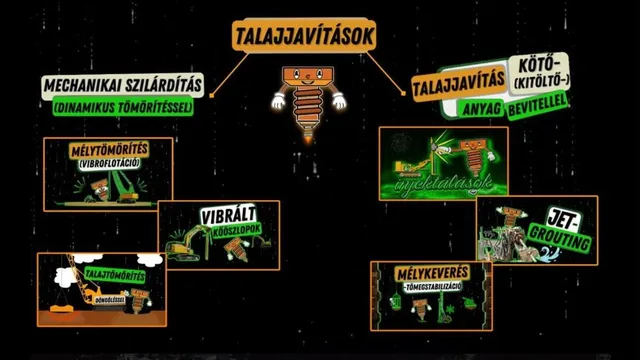 TALAJJAVÍTÁSOK
MECHANIKAI SZILÁRDÍTÁS
(DINAMIKUS TÖMÖRÍTÉSSEL)
MÉLYTÖMÖRÍTÉS
(VIBROFLOTÁCIÓ)
VIBRÁLT
KŐOSZLOPOK
TALAJTÖMÖRÍTÉS
DÖNGÖLÉSSEL
TALAJJAVÍTÁS
KÖTŐ-
(KITÖLTŐ-)
ANYAG BEVITELLEL
JET-
GROUTING
MÉLYKEVERÉS
-TÖMEGSTABILIZÁCIÓ